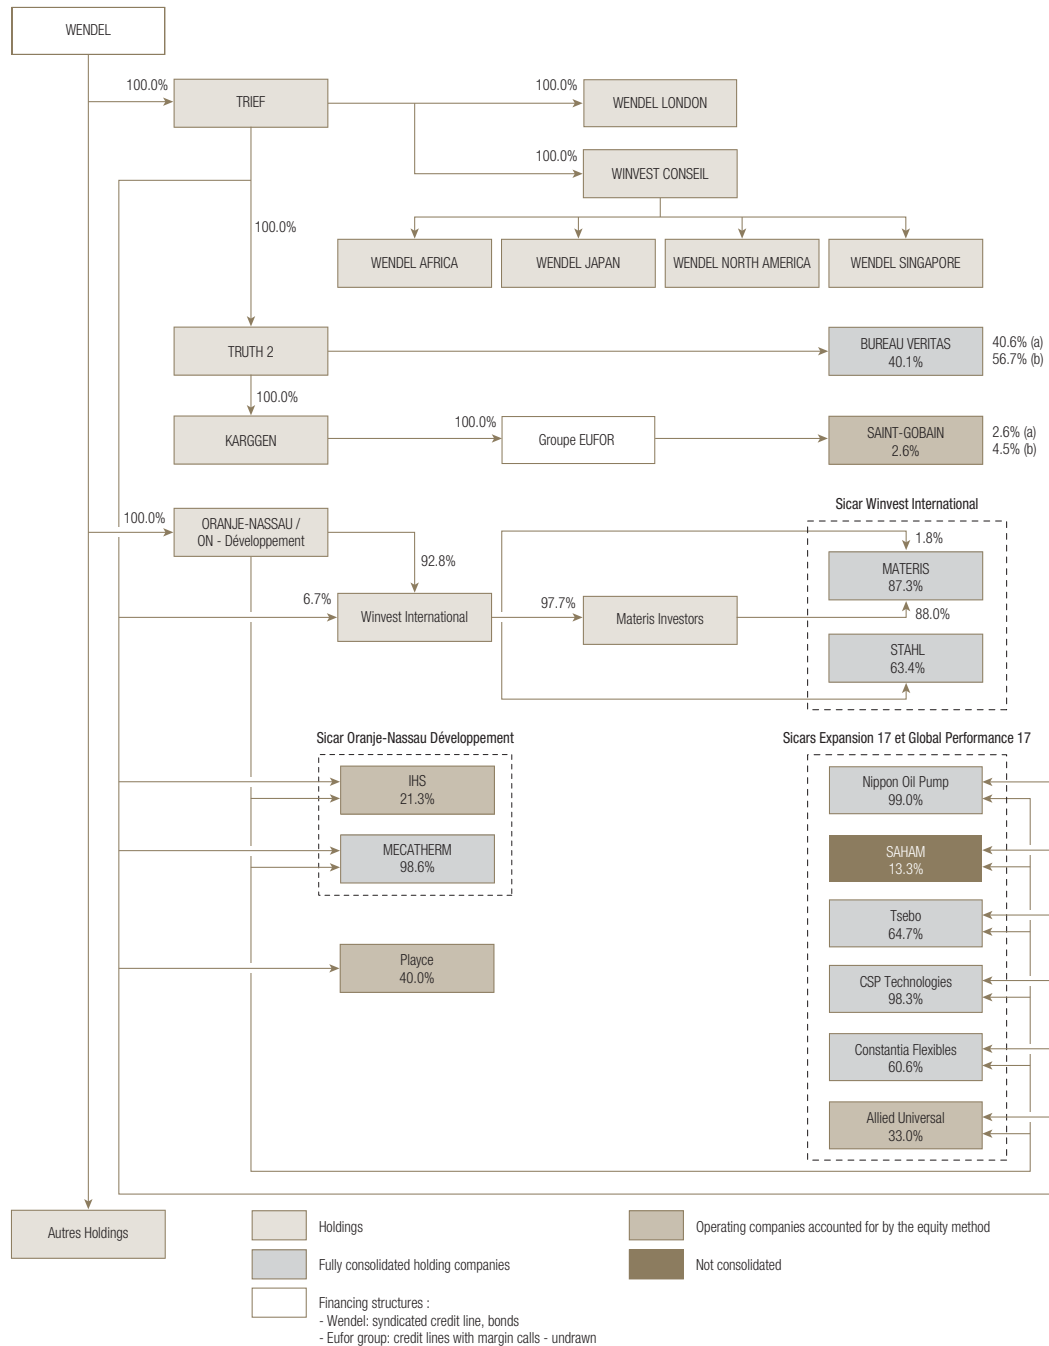 WENDEL
100.0%
TRIEF
100.0%
WENDEL LONDON
100.0%
WINVEST CONSEIL
100.0%
WENDEL AFRICA
WENDEL JAPAN
WENDEL NORTH AMERICA
WENDEL SINGAPORE
TRUTH 2
BUREAU VERITAS
40.1%
40.6% (a)
56.7% (b)
100.0%
KARGGEN
100.0%
Groupe EUFOR
SAINT-GOBAIN
2.6%
2.6% (a)
4.5% (b)
100.0%
ORANJE-NASSAU /
ON - Développement
92.8%
6.7%
Winvest International
97.7%
Materis Investors
Sicar Winvest International
1.8%
MATERIS
87.3%
88.0%
STAHL
63.4%
Sicar Oranje-Nassau Développement
IHS
21.3%
MECATHERM
98.6%
Playce
40.0%
Sicars Expansion 17 et Global Performance 17
Nippon Oil Pump
99.0%
SAHAM
13.3%
Tsebo
64.7%
CSP Technologies
98.3%
Constantia Flexibles
60.6%
Allied Universal
33.0%
Autres Holdings
Holdings
Fully consolidated holding companies
Financing structures :
- Wendel: syndicated credit line, bonds
- Eufor group: credit lines with margin calls - undrawn
Operating companies accounted for by the equity method
Not consolidated